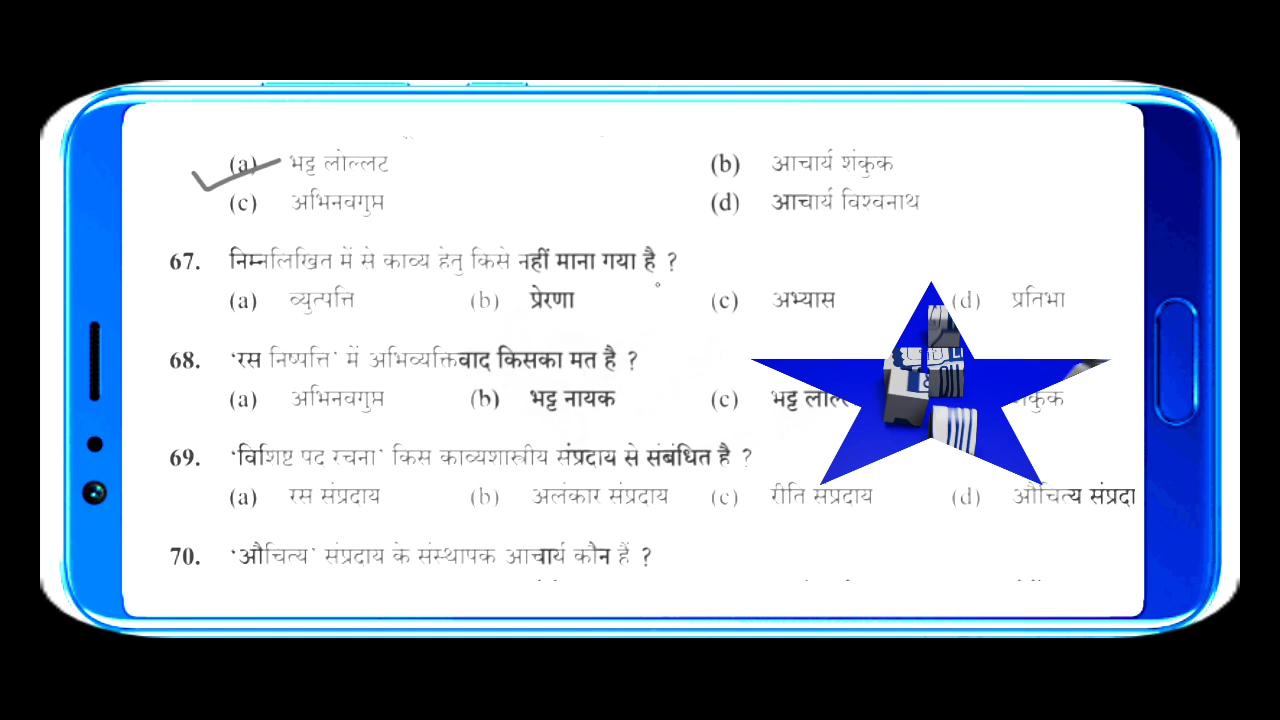 (a) भट्ट लोल्लट (b) आचार्य शंकुक
(c) अभिनवगुप्त (d) आचार्य विश्वनाथ
67. निम्नलिखित में से काव्य हेतु किसे नहीं माना गया है ?
(a) व्युत्पत्ति (b) प्रेरणा (c) अभ्यास (d) प्रतिभा
68. 'रस निष्पत्ति' में अभिव्यक्तिवाद किसका मत है ?
(a) अभिनवगुप्त (b) भट्ट नायक (c) भट्ट
69. 'विशिष्ट पद रचना' किस काव्यशास्त्रीय संप्रदाय से संबंधित है ?
(a) रस संप्रदाय (b) अलंकार संप्रदाय (c) रीति संप्रदाय (d) औचित्य संप्रदा
70. 'औचित्य' संप्रदाय के संस्थापक आचार्य कौन हैं ?